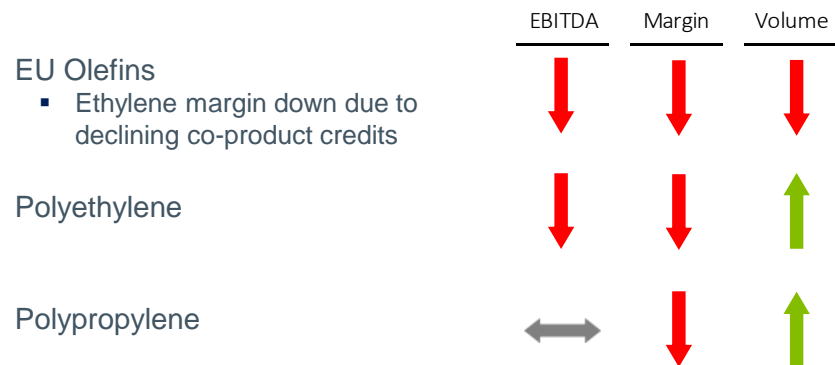 EBITDA Margin Volume
EU Olefins
▪ Ethylene margin down due to
declining co-product credits
Polyethylene
Polypropylene